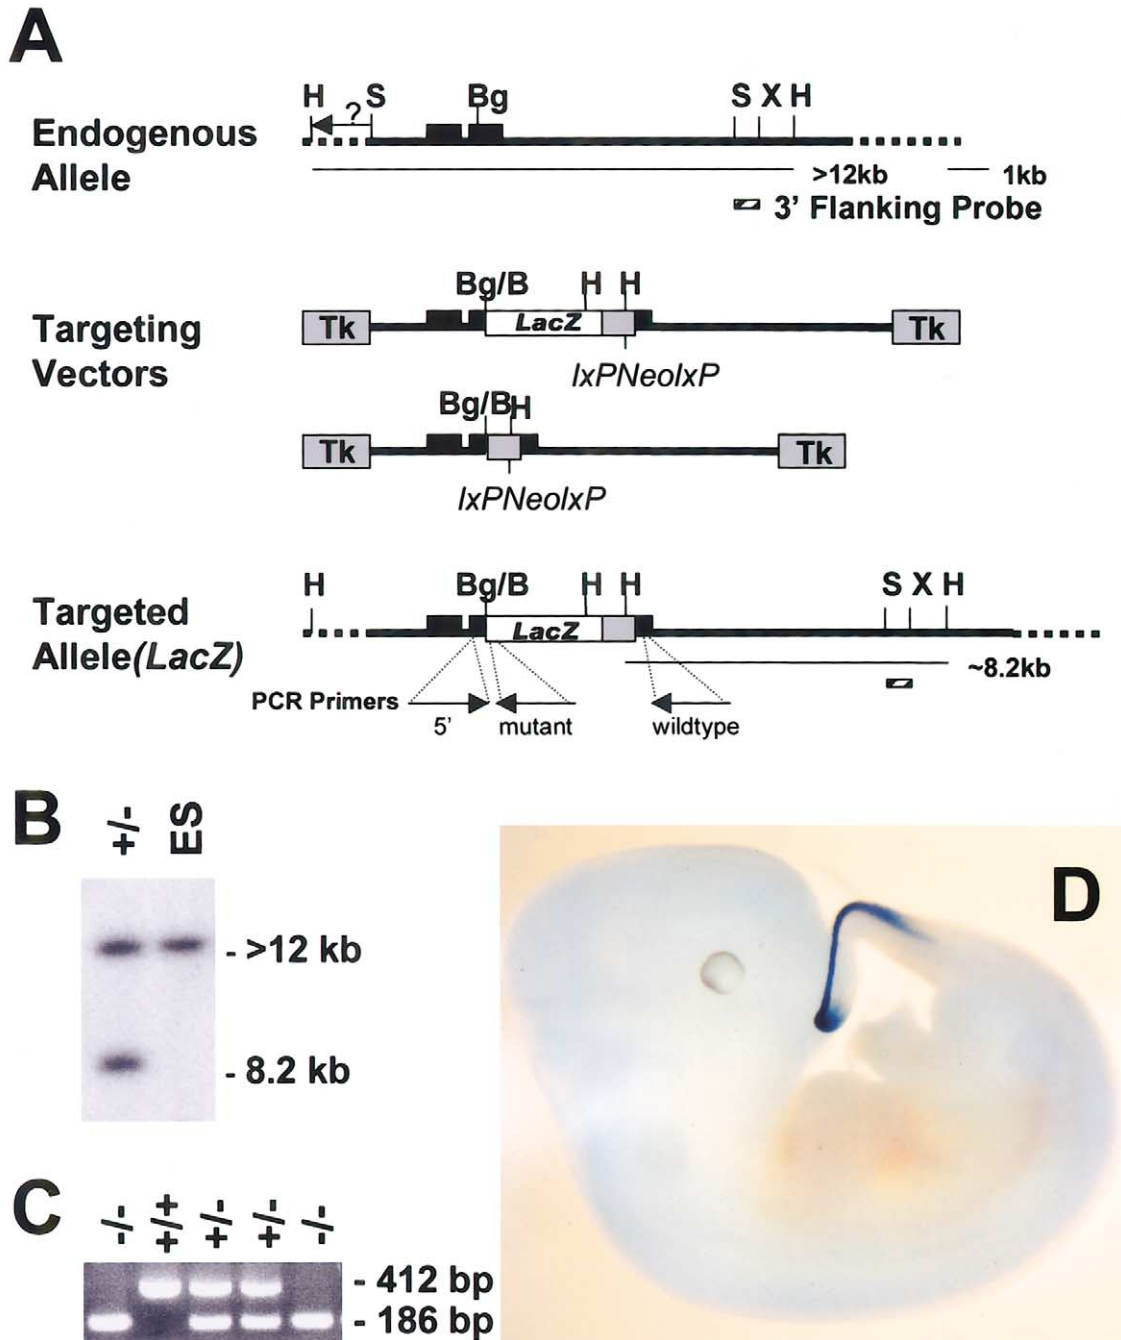 A
H ? S Bg S X H
Endogenous
Allele
>12kb 1kb
3' Flanking Probe
Bg/B H H
Targeting
Vectors
Tk LacZ Tk
lxPNeolxP
Bg/B H
Tk Tk
lxPNeolxP
H Bg/B H H S X H
Targeted
Allele(LacZ)
LacZ
~8.2kb
PCR Primers
5' mutant wildtype
B
+/- ES
- >12 kb
- 8.2 kb
C
-/- +/+ +/- +/- -/-
- 412 bp
- 186 bp
D